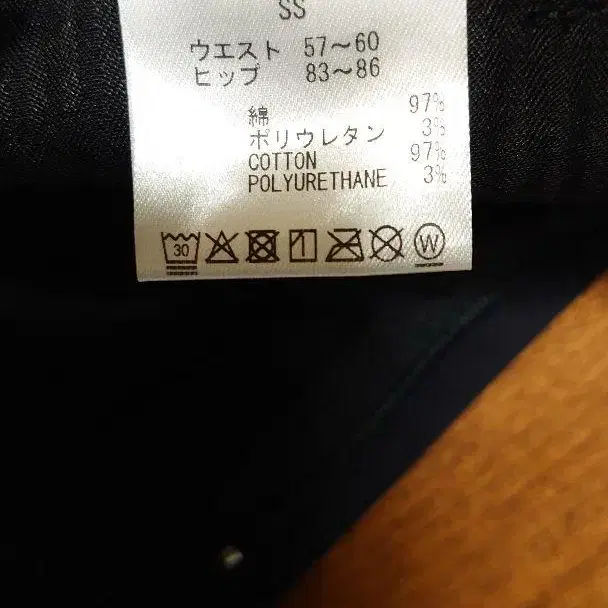 SS
ウエスト 57～60
ヒップ 83～86
綿 97%
ポリウレタン 3%
COTTON 97%
POLYURETHANE 3%
30
W